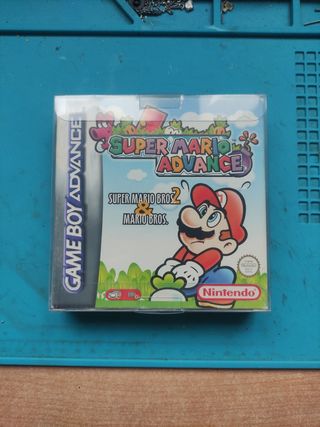 GAME BOY ADVANCE
SUPER MARIO
ADVANCE
SUPER MARIO BROS. 2
&
MARIO BROS.
Nintendo